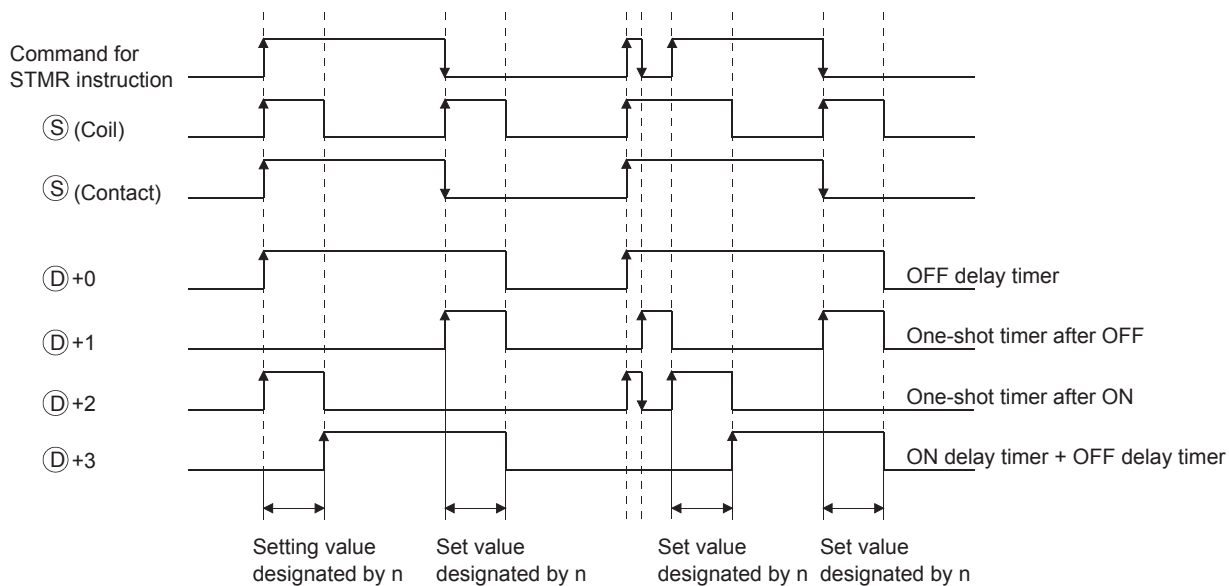 Command for
STMR instruction
Ⓢ (Coil)
Ⓢ (Contact)
Ⓓ+0
OFF delay timer
Ⓓ+1
One-shot timer after OFF
Ⓓ+2
One-shot timer after ON
Ⓓ+3
ON delay timer + OFF delay timer
Setting value
designated by n
Set value
designated by n
Set value
designated by n
Set value
designated by n